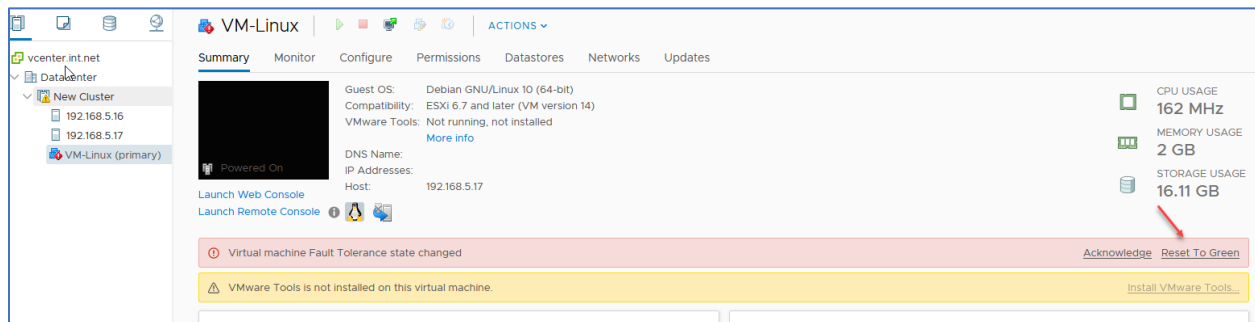 VM-Linux
ACTIONS
vcenter.int.net
Datacenter
New Cluster
192.168.5.16
192.168.5.17
VM-Linux (primary)
Summary Monitor Configure Permissions Datastores Networks Updates
Powered On
Launch Web Console
Launch Remote Console
Guest OS: Debian GNU/Linux 10 (64-bit)
Compatibility: ESXi 6.7 and later (VM version 14)
VMware Tools: Not running, not installed
More info
DNS Name:
IP Addresses:
Host: 192.168.5.17
CPU USAGE
162 MHz
MEMORY USAGE
2 GB
STORAGE USAGE
16.11 GB
Virtual machine Fault Tolerance state changed Acknowledge Reset To Green
VMware Tools is not installed on this virtual machine. Install VMware Tools...